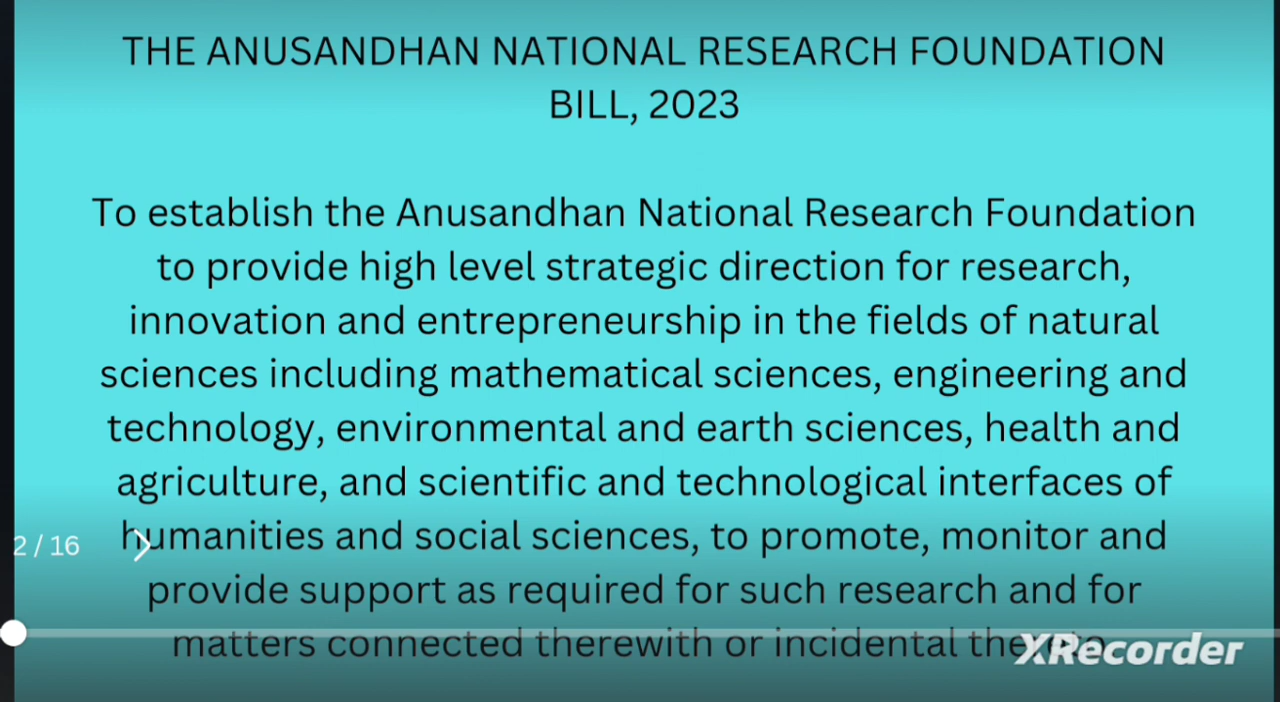 THE ANUSANDHAN NATIONAL RESEARCH FOUNDATION
BILL, 2023
To establish the Anusandhan National Research Foundation
to provide high level strategic direction for research,
innovation and entrepreneurship in the fields of natural
sciences including mathematical sciences, engineering and
technology, environmental and earth sciences, health and
agriculture, and scientific and technological interfaces of
2 / 16
humanities and social sciences, to promote, monitor and
provide support as required for such research and for
matters connected therewith or incidental thereto
XRecorder